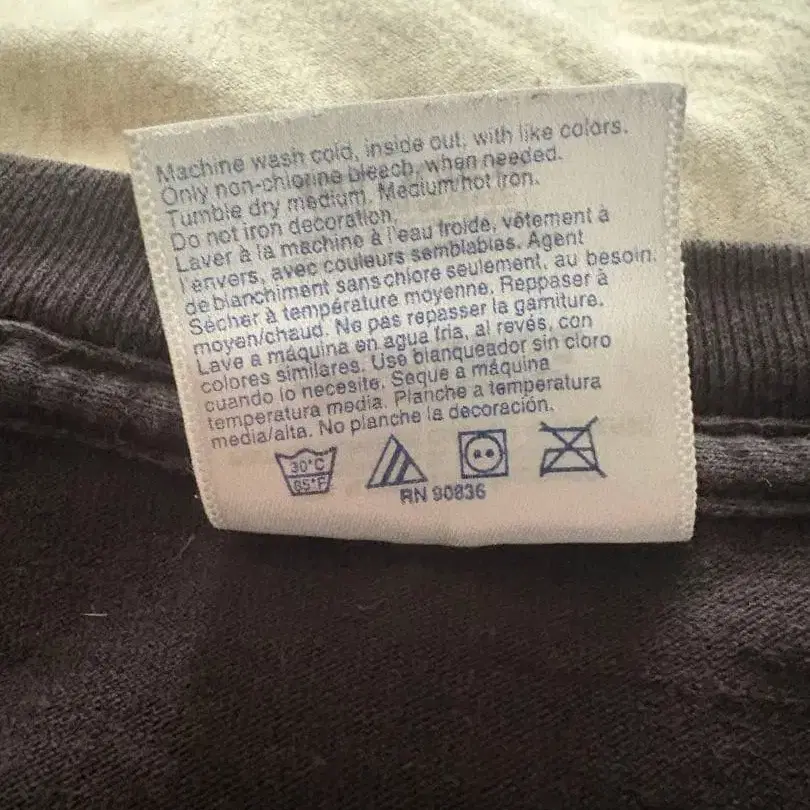 Machine wash cold, inside out, with like colors.
Only non-chlorine bleach, when needed.
Tumble dry medium. Medium/hot iron.
Do not iron decoration.
Laver à la machine à l'eau froide, vêtement à
l'envers, avec couleurs semblables. Agent
de blanchiment sans chlore seulement, au besoin.
Sécher à température moyenne. Reppaser à
moyen/chaud. Ne pas repasser la garniture.
Lave a máquina en agua fria, al revés, con
colores similares. Use blanqueador sin cloro
cuando lo necesite. Seque a máquina
temperatura media. Planche a temperatura
media/alta. No planche la decoración.
30°C
85°F
RN 90836